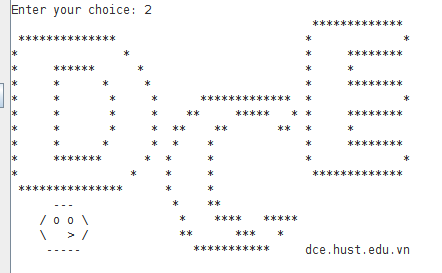 Enter your choice: 2
                                        *************
 **************                        *            *
*              *                       *     ********
*     ******     *                     *     *
*     *      *    *                    *     ********
*     *       *    *      ************* *            *
*     *       *    *    **     *****  * *     ********
*     *       *    *  **    **      **  *     *
*     *      *    *  *    *            *     ********
*     *******      *  *    *            *            *
*               *    *     *            *************
 ***************      *     *
      ---              *    **
    / o o \             *    ****   *****
    \   > /             **      ***   *
     -----                ***********     dce.hust.edu.vn